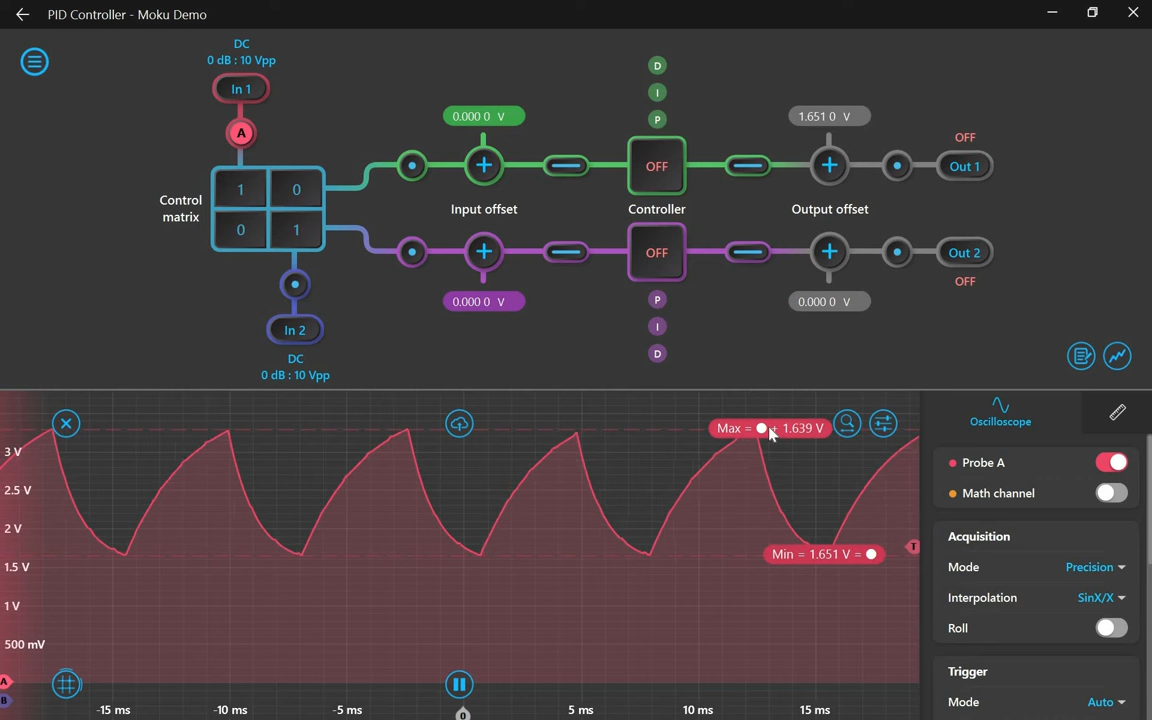 PID Controller - Moku Demo
DC
0 dB : 10 Vpp
In 1
A
Control
matrix
1 0
0 1
In 2
DC
0 dB : 10 Vpp
0.000 0 V
Input offset
0.000 0 V
D
I
P
OFF
Controller
OFF
P
I
D
1.651 0 V
Output offset
0.000 0 V
OFF
Out 1
Out 2
OFF
3 V
2.5 V
2 V
1.5 V
1 V
500 mV
A
B
Max = + 1.639 V
Min = 1.651 V =
T
-15 ms
-10 ms
-5 ms
0
5 ms
10 ms
15 ms
Oscilloscope
Probe A
Math channel
Acquisition
Mode Precision
Interpolation SinX/X
Roll
Trigger
Mode Auto